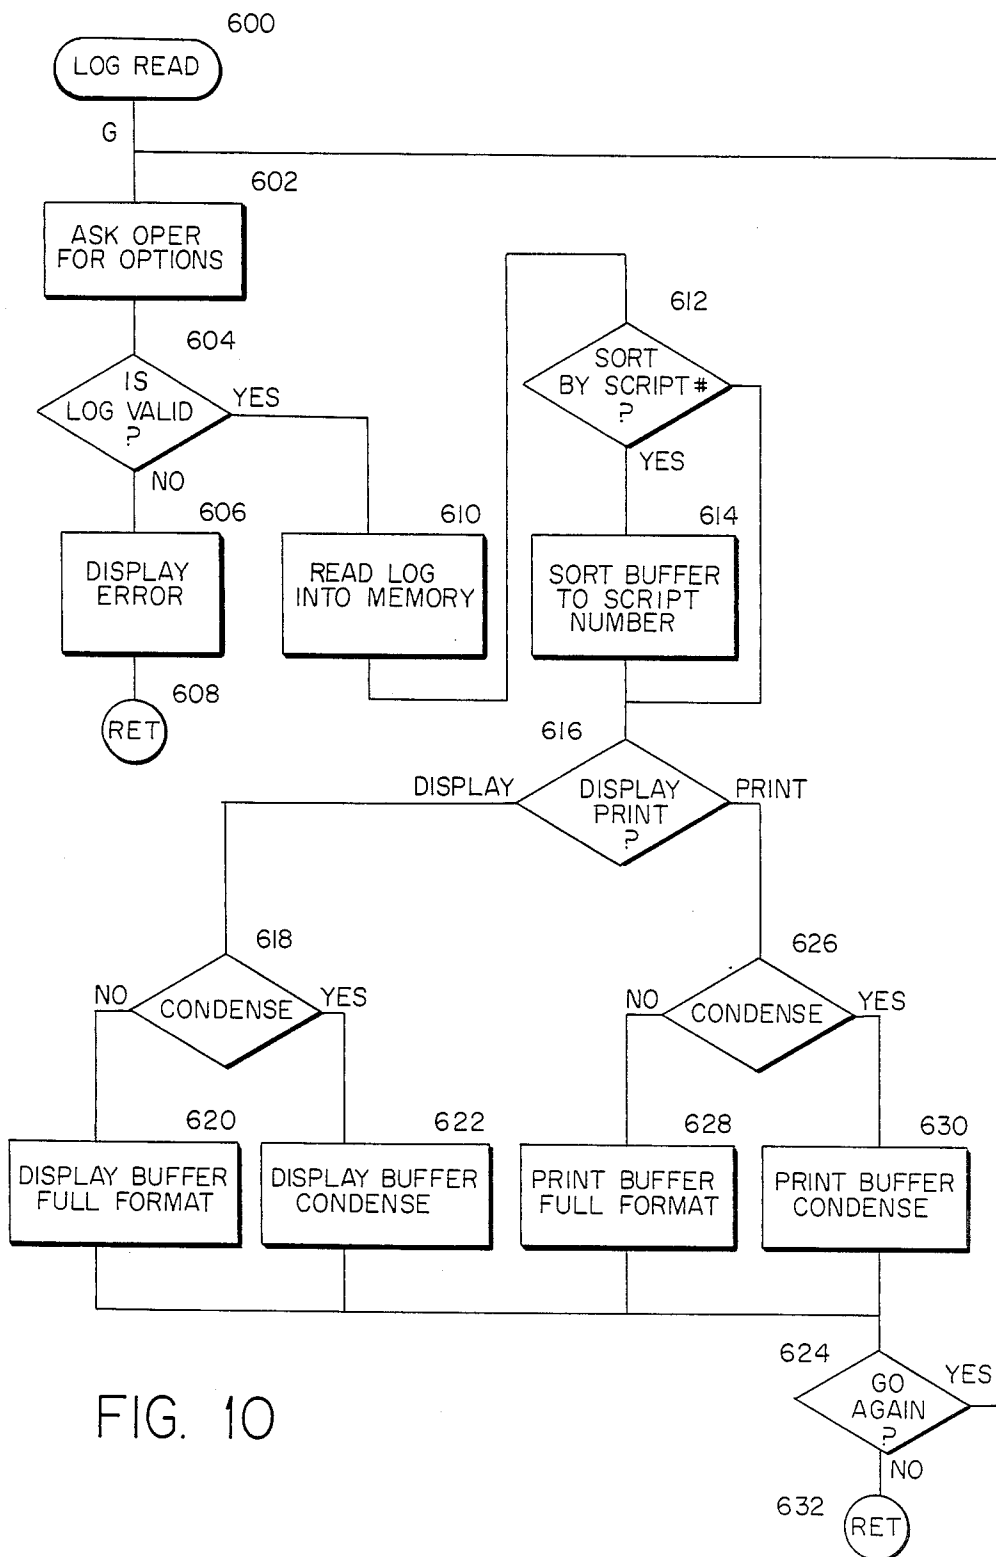 600
LOG READ
G
602
ASK OPER
FOR OPTIONS
604
IS
LOG VALID
?
YES
NO
606
DISPLAY
ERROR
608
RET
610
READ LOG
INTO MEMORY
612
SORT
BY SCRIPT #
?
YES
614
SORT BUFFER
TO SCRIPT
NUMBER
616
DISPLAY
DISPLAY
PRINT
?
PRINT
618
NO
CONDENSE
YES
626
NO
CONDENSE
YES
620
DISPLAY BUFFER
FULL FORMAT
622
DISPLAY BUFFER
CONDENSE
628
PRINT BUFFER
FULL FORMAT
630
PRINT BUFFER
CONDENSE
624
GO
AGAIN
?
YES
NO
632
RET
FIG. 10